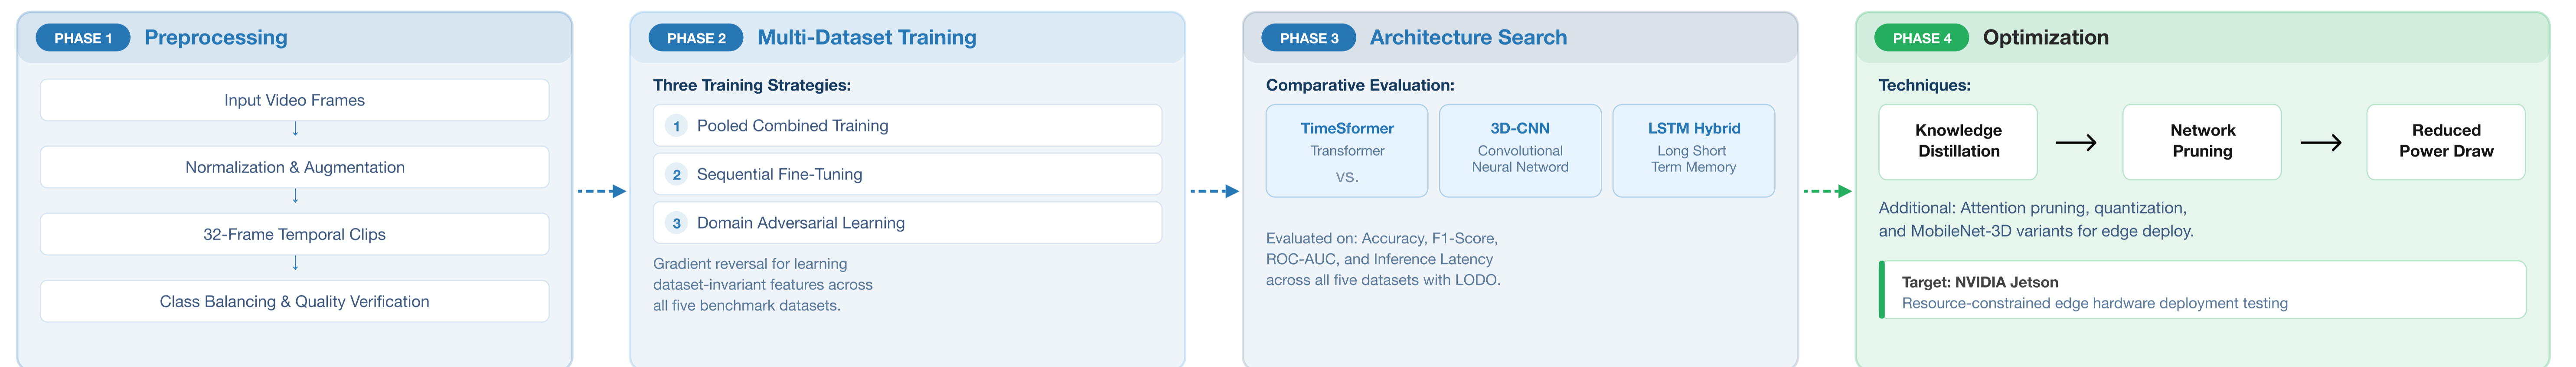 PHASE 1 Preprocessing
Input Video Frames
Normalization & Augmentation
32-Frame Temporal Clips
Class Balancing & Quality Verification
PHASE 2 Multi-Dataset Training
Three Training Strategies:
1 Pooled Combined Training
2 Sequential Fine-Tuning
3 Domain Adversarial Learning
Gradient reversal for learning
dataset-invariant features across
all five benchmark datasets.
PHASE 3 Architecture Search
Comparative Evaluation:
TimeSformer
Transformer
vs.
3D-CNN
Convolutional
Neural Network
LSTM Hybrid
Long Short
Term Memory
Evaluated on: Accuracy, F1-Score,
ROC-AUC, and Inference Latency
across all five datasets with LODO.
PHASE 4 Optimization
Techniques:
Knowledge
Distillation
Network
Pruning
Reduced
Power Draw
Additional: Attention pruning, quantization,
and MobileNet-3D variants for edge deploy.
Target: NVIDIA Jetson
Resource-constrained edge hardware deployment testing